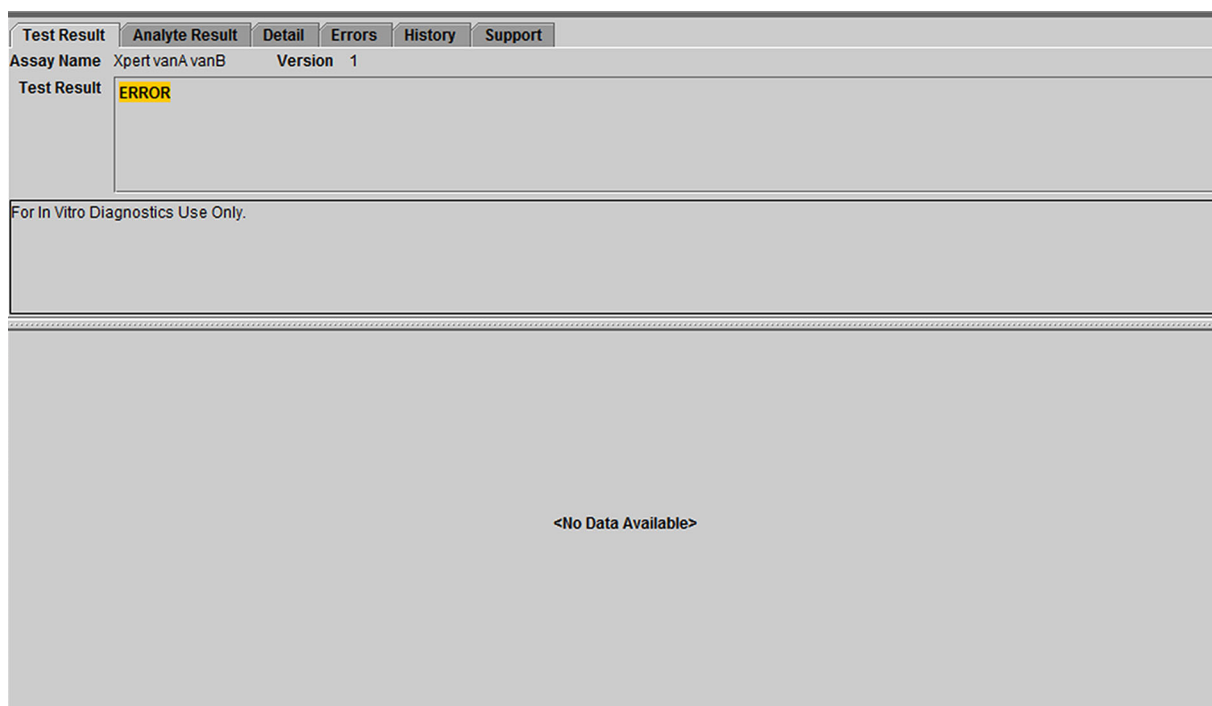 Test Result Analyte Result Detail Errors History Support
Assay Name Xpert vanA vanB Version 1
Test Result ERROR
For In Vitro Diagnostics Use Only.
<No Data Available>